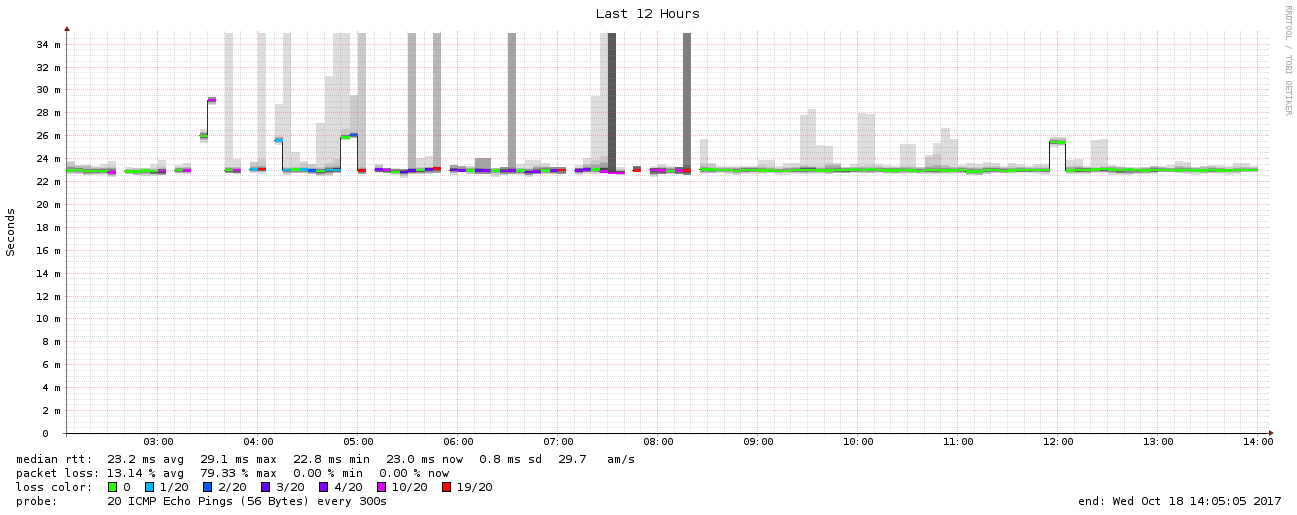 Last 12 Hours
RRDTOOL / TOBI OETIKER
Seconds
34 m
32 m
30 m
28 m
26 m
24 m
22 m
20 m
18 m
16 m
14 m
12 m
10 m
8 m
6 m
4 m
2 m
0
03:00 04:00 05:00 06:00 07:00 08:00 09:00 10:00 11:00 12:00 13:00 14:00
median rtt: 23.2 ms avg 29.1 ms max 22.8 ms min 23.0 ms now 0.8 ms sd 29.7 am/s
packet loss: 13.14 % avg 79.33 % max 0.00 % min 0.00 % now
loss color: 0 1/20 2/20 3/20 4/20 10/20 19/20
probe: 20 ICMP Echo Pings (56 Bytes) every 300s end: Wed Oct 18 14:05:05 2017